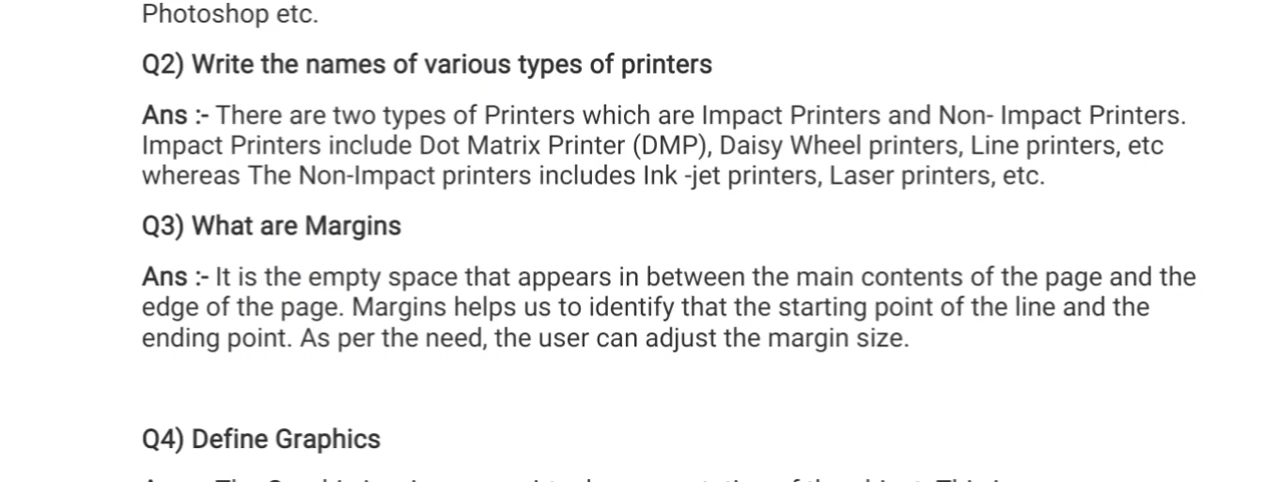 Photoshop etc.
Q2) Write the names of various types of printers
Ans :- There are two types of Printers which are Impact Printers and Non- Impact Printers.
Impact Printers include Dot Matrix Printer (DMP), Daisy Wheel printers, Line printers, etc
whereas The Non-Impact printers includes Ink -jet printers, Laser printers, etc.
Q3) What are Margins
Ans :- It is the empty space that appears in between the main contents of the page and the
edge of the page. Margins helps us to identify that the starting point of the line and the
ending point. As per the need, the user can adjust the margin size.
Q4) Define Graphics